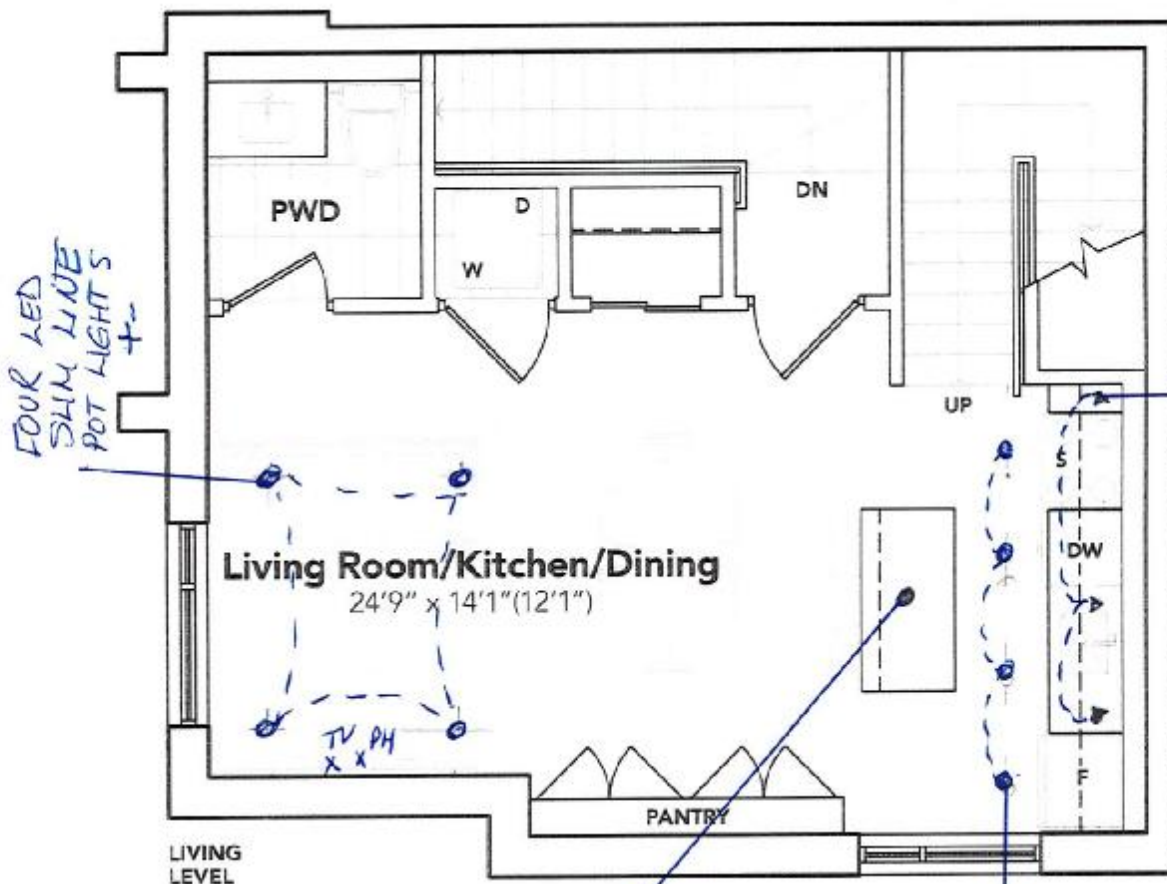 PWD
D
W
DN
UP
FOUR LED
SLIM LINE
POT LIGHTS
+-
S
DW
F
Living Room/Kitchen/Dining
24'9" x 14'1"(12'1")
TV PH
x x
PANTRY
LIVING
LEVEL